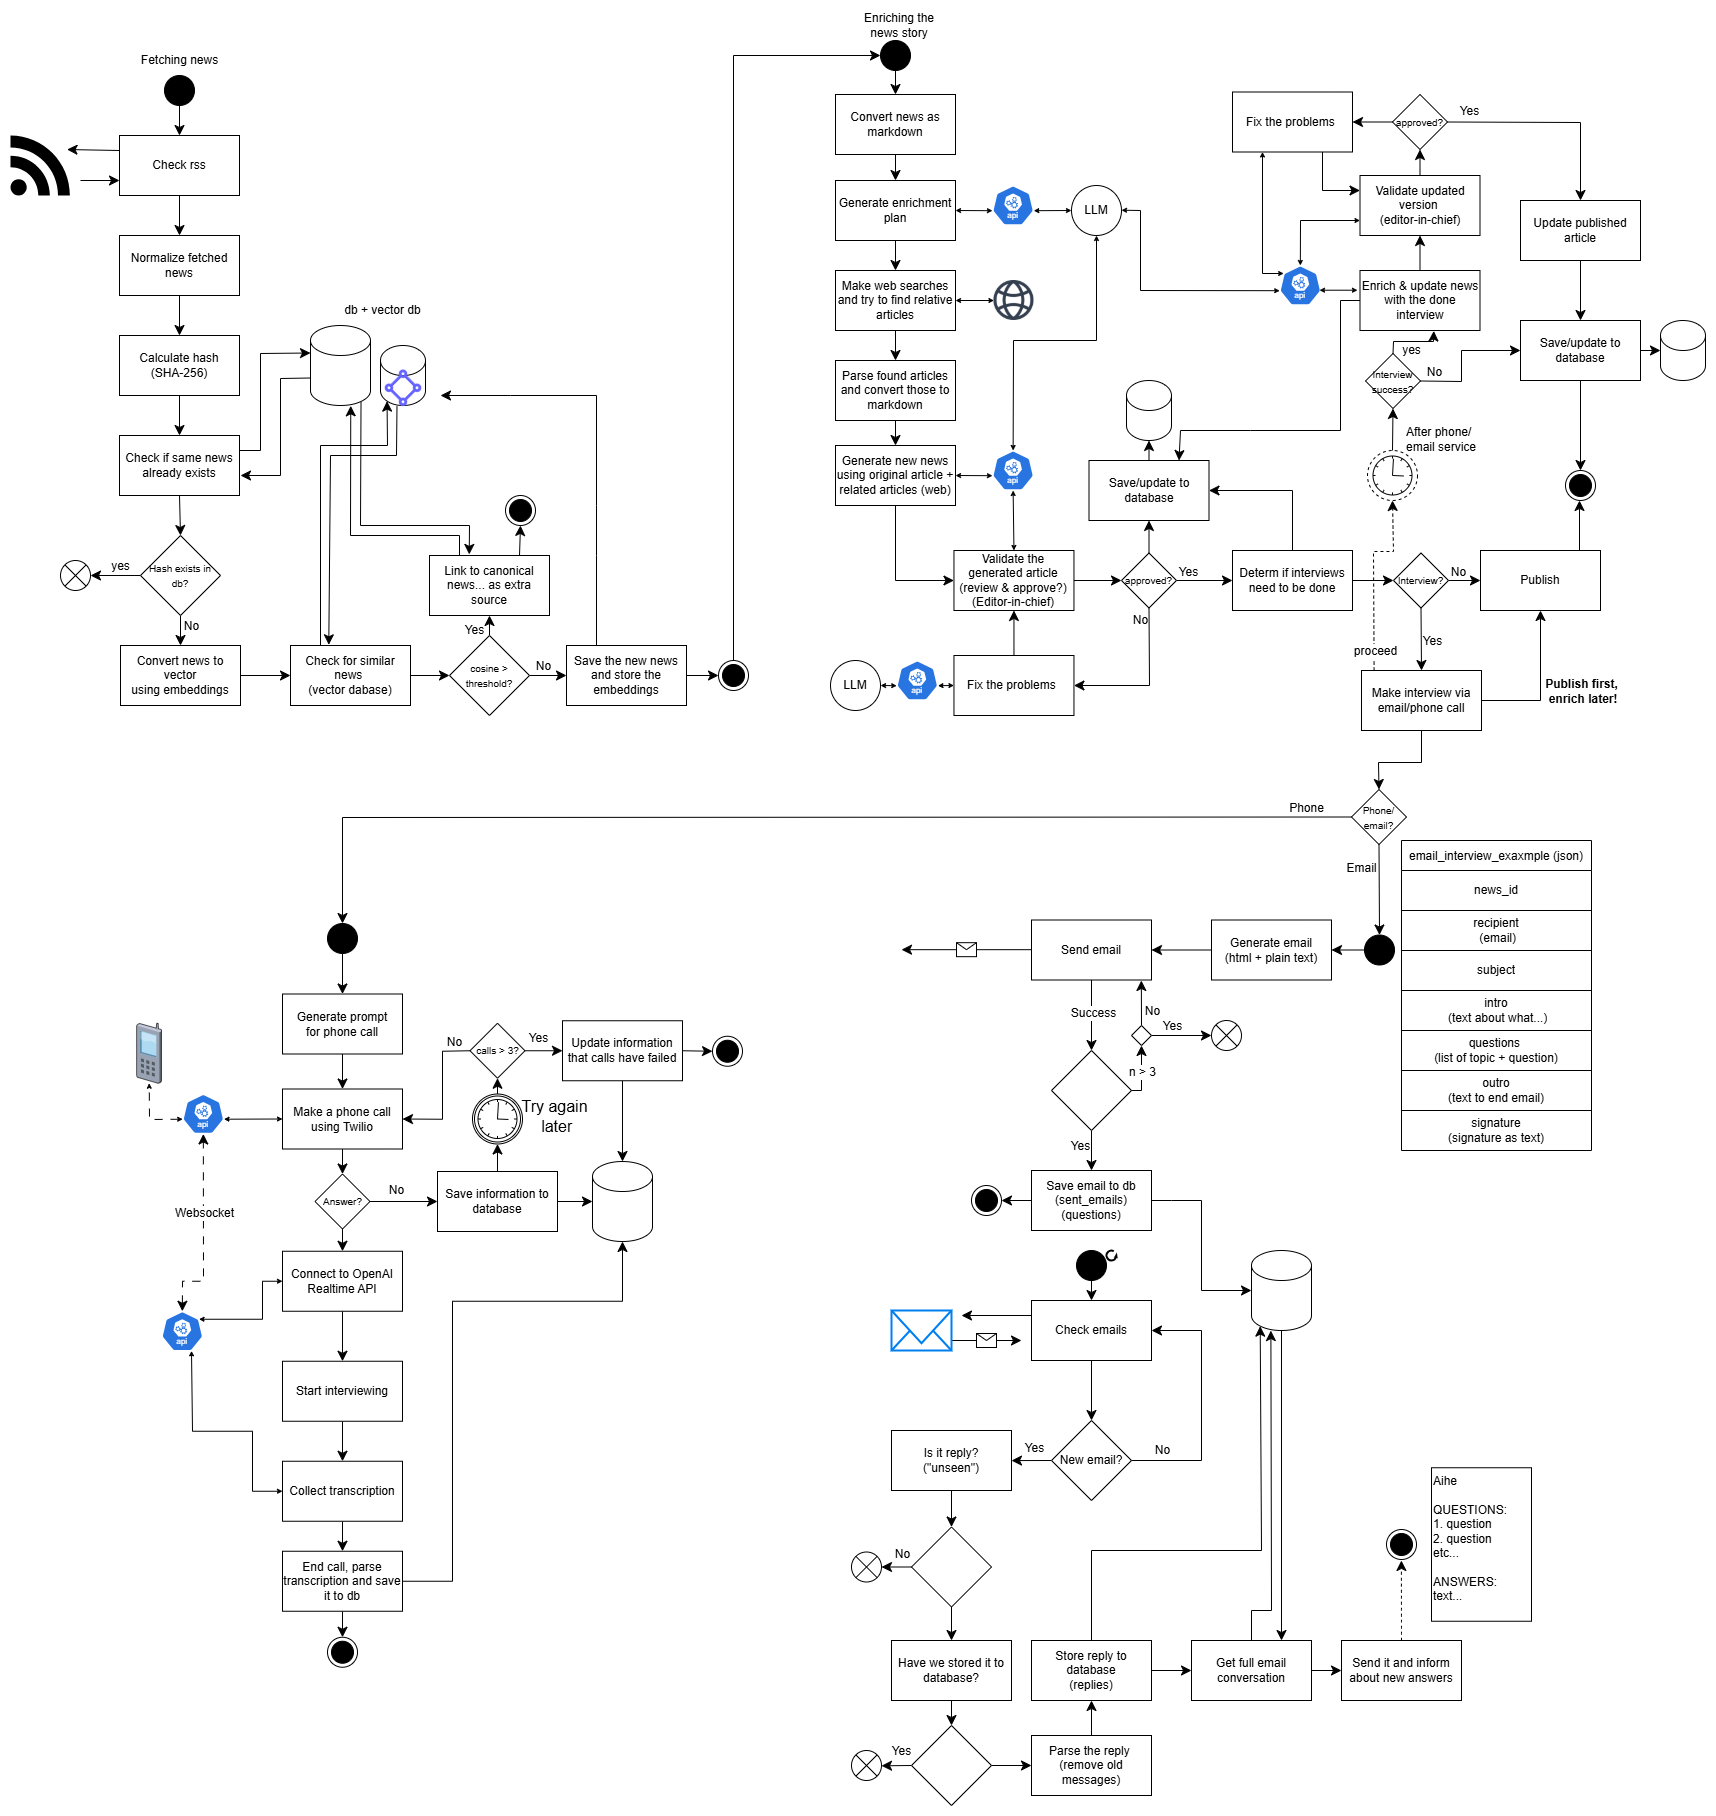 Fetching news
Check rss
Normalize fetched
news
Calculate hash
(SHA-256)
Check if same news
already exists
Hash exists in
db?
yes
No
Convert news to
vector
using embeddings
db + vector db
Check for similar
news
(vector dabase)
cosine >
threshold?
Yes
No
Link to canonical
news... as extra
source
Save the new news
and store the
embeddings
Enriching the
news story
Convert news as
markdown
Generate enrichment
plan
api
LLM
Make web searches
and try to find relative
articles
Parse found articles
and convert those to
markdown
Generate new news
using original article +
related articles (web)
api
Validate the
generated article
(review & approve?)
(Editor-in-chief)
approved?
Yes
No
Fix the problems
api
LLM
Save/update to
database
Determ if interviews
need to be done
Interview?
No
Yes
Publish
Make interview via
email/phone call
Publish first,
enrich later!
proceed
After phone/
email service
Interview
success?
yes
No
Enrich & update news
with the done
interview
api
Validate updated
version
(editor-in-chief)
approved?
Yes
Fix the problems
Update published
article
Save/update to
database
Phone/
email?
Phone
Email
email_interview_exaxmple (json)
news_id
recipient
(email)
subject
intro
(text about what...)
questions
(list of topic + question)
outro
(text to end email)
signature
(signature as text)
Generate prompt
for phone call
Make a phone call
using Twilio
api
Websocket
Answer?
No
Save information to
database
Try again
later
calls > 3?
No
Yes
Update information
that calls have failed
Connect to OpenAI
Realtime API
api
Start interviewing
Collect transcription
End call, parse
transcription and save
it to db
Generate email
(html + plain text)
Send email
Success
No
Yes
n > 3
Yes
Save email to db
(sent_emails)
(questions)
Check emails
New email?
Yes
No
Is it reply?
("unseen")
No
Have we stored it to
database?
Yes
Parse the reply
(remove old
messages)
Store reply to
database
(replies)
Get full email
conversation
Send it and inform
about new answers
Aihe
QUESTIONS:
1. question
2. question
etc...
ANSWERS:
text...